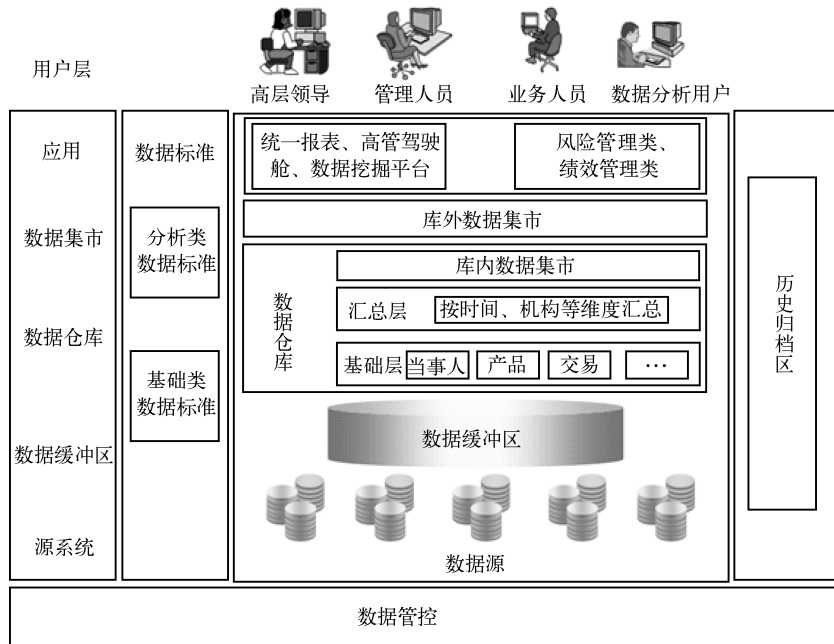 用户层
高层领导
管理人员
业务人员
数据分析用户
应用
数据集市
数据仓库
数据缓冲区
源系统
数据标准
分析类
数据标准
基础类
数据标准
统一报表、高管驾驶
舱、数据挖掘平台
风险管理类、
绩效管理类
库外数据集市
数据仓库
库内数据集市
汇总层
按时间、机构等维度汇总
基础层
当事人
产品
交易
…
数据缓冲区
数据源
历史归档区
数据管控